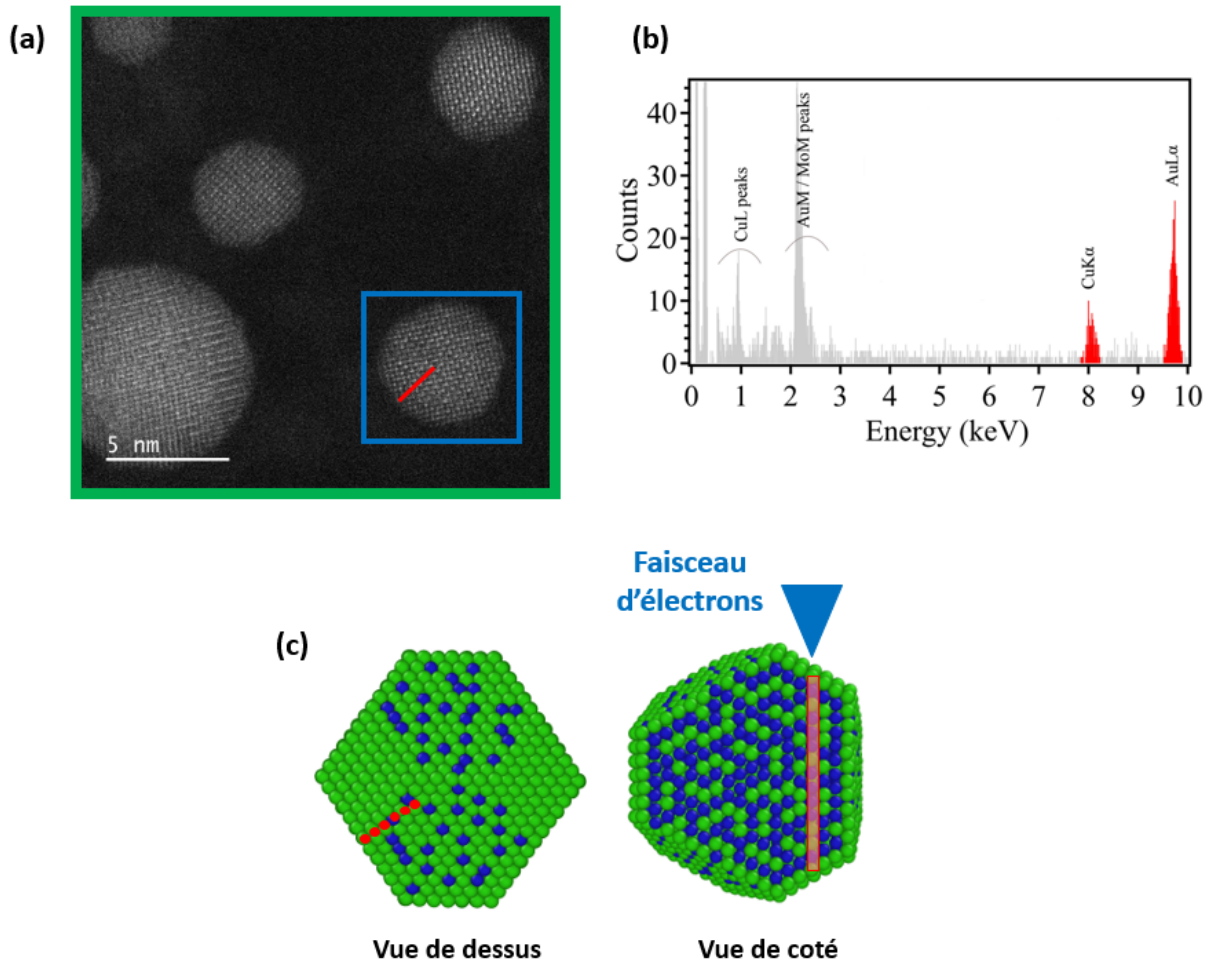 (a)
5 nm
(b)
Counts
40
30
20
10
0
CuL peaks
AuM / MoM peaks
CuKα
AuLα
0 1 2 3 4 5 6 7 8 9 10
Energy (keV)
Faisceau
d’électrons
(c)
Vue de dessus
Vue de coté